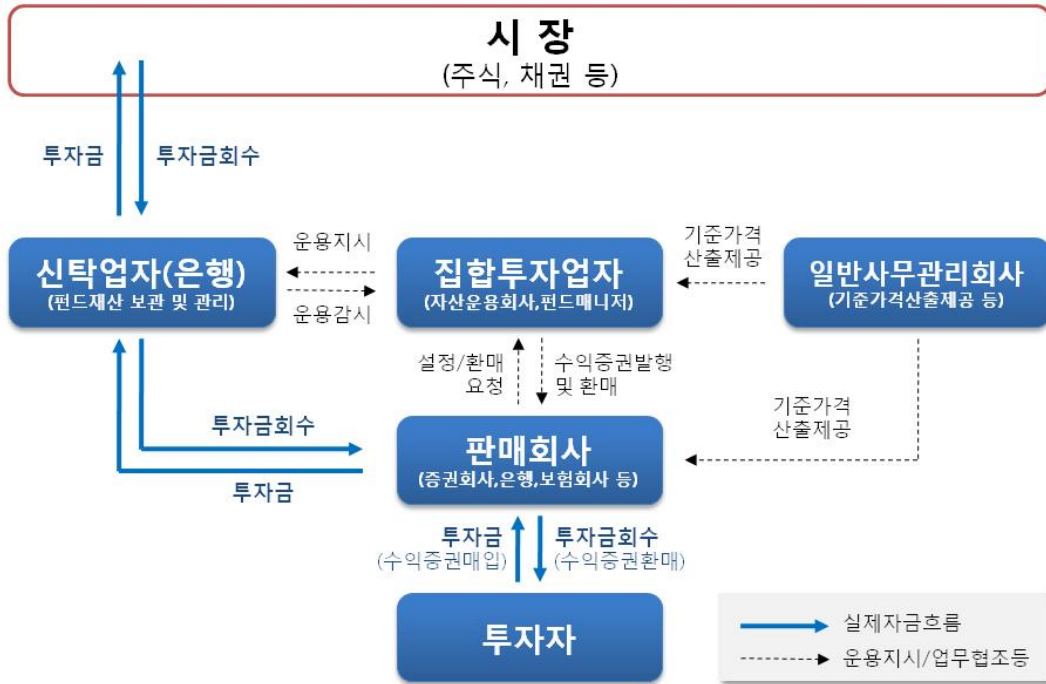 시 장
(주식, 채권 등)
투자금
투자금회수
신탁업자(은행)
(펀드재산 보관 및 관리)
운용지시
운용감시
집합투자업자
(자산운용회사,펀드매니저)
기준가격
산출제공
일반사무관리회사
(기준가격산출제공 등)
설정/환매
요청
수익증권발행
및 환매
기준가격
산출제공
투자금회수
투자금
판매회사
(증권회사,은행,보험회사 등)
투자금
(수익증권매입)
투자금회수
(수익증권환매)
투자자
실제자금흐름
운용지시/업무협조등